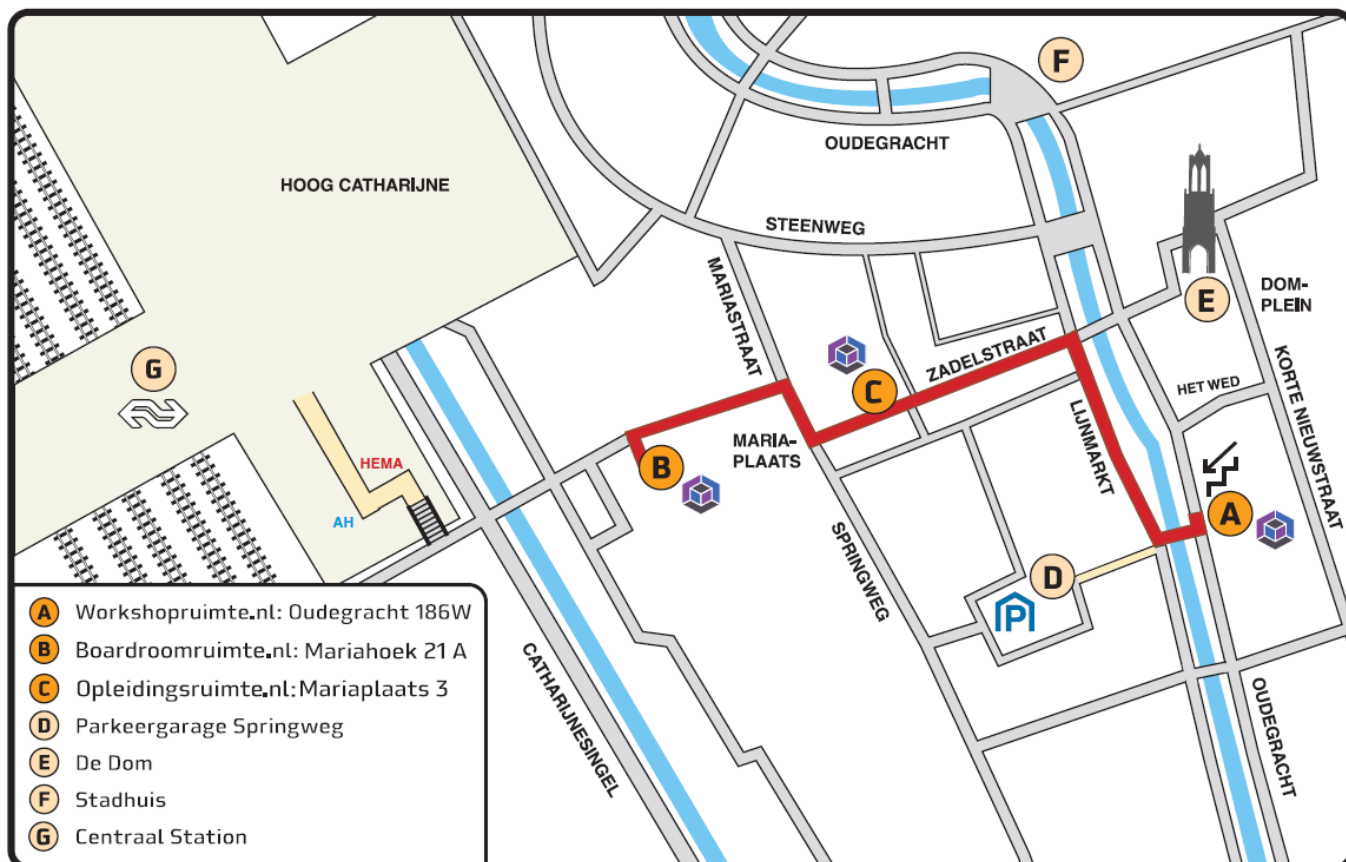 F
OUDEGRACHT
HOOG CATHARIJNE
STEENWEG
MARIASTRAAT
E
DOM-
PLEIN
G
ZADELSTRAAT
C
HET WED
KORTE NIEUWSTRAAT
LIJNMARKT
MARIA-
PLAATS
HEMA
B
AH
A
SPRINGWEG
D
P
CATHARIJNESINGEL
OUDEGRACHT
A Workshopruimte.nl: Oudegracht 186W
B Boardroomruimte.nl: Mariahoek 21 A
C Opleidingsruimte.nl: Mariaplaats 3
D Parkeergarage Springweg
E De Dom
F Stadhuis
G Centraal Station